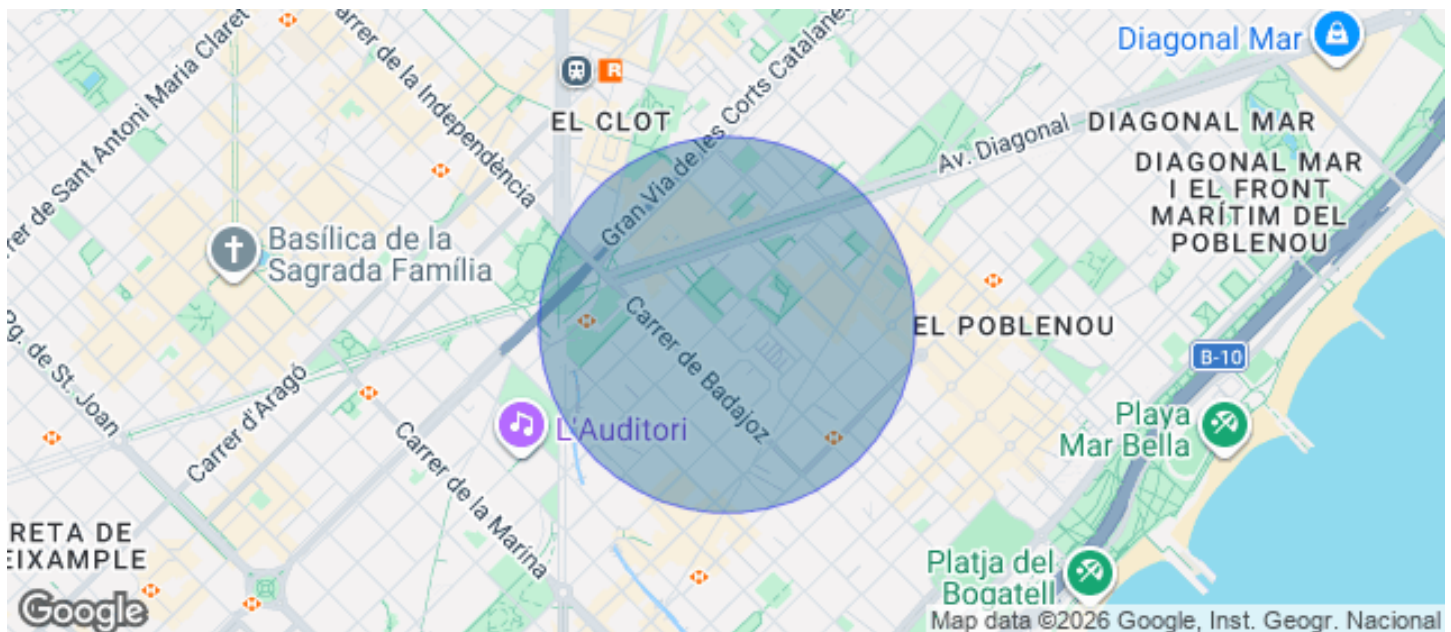 Carrer de Sant Antoni Maria Claret
Carrer de la Independència
Gran Via de les Corts Catalanes
Diagonal Mar
R
EL CLOT
DIAGONAL MAR
Av. Diagonal
DIAGONAL MAR
I EL FRONT
MARÍTIM DEL
POBLENOU
Basílica de la
Sagrada Família
Carrer de Badajoz
EL POBLENOU
B-10
Pg. de St. Joan
Carrer d'Aragó
L'Auditori
Playa
Mar Bella
Carrer de la Marina
RETA DE
EIXAMPLE
Platja del
Bogatell
Google
Map data ©2026 Google, Inst. Geogr. Nacional